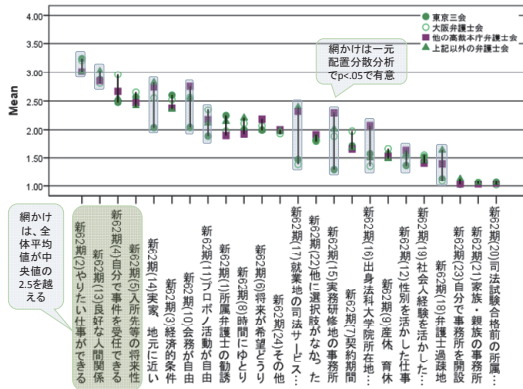 4.00
3.50
3.00
2.50
2.00
1.50
1.00
Mean
東京三会
大阪弁護士会
他の高裁本庁弁護士会
上記以外の弁護士会
網かけは一元
配置分散分析
でp<.05で有意
網かけ
は、全
体平均
値が中
央値の
2.5を越
える
新62期(2)やりたい仕事ができる
新62期(13)良好な人間関係
新62期(4)自分で事件を受任できる
新62期(5)入所先等の将来性
新62期(14)実家、地元に近い
新62期(3)経済的条件
新62期(10)会務が自由
新62期(11)プロボノ活動が自由
新62期(1)所属弁護士の勧誘
新62期(8)時間にゆとり
新62期(6)将来が希望どうり
新62期(24)その他
新62期(17)就業地の司法サービス…
新62期(22)他に選択肢がなかった
新62期(15)実務研修地の事務所
新62期(7)契約期間
新62期(16)出身法科大学院所在地…
新62期(9)産休　育休
新62期(12)性別を活かした仕事
新62期(19)社会人経験を活かした…
新62期(18)弁護士過疎地
新62期(23)自分で事務所を開設
新62期(21)家族　親族の事務所
新62期(20)司法試験合格前の所属…